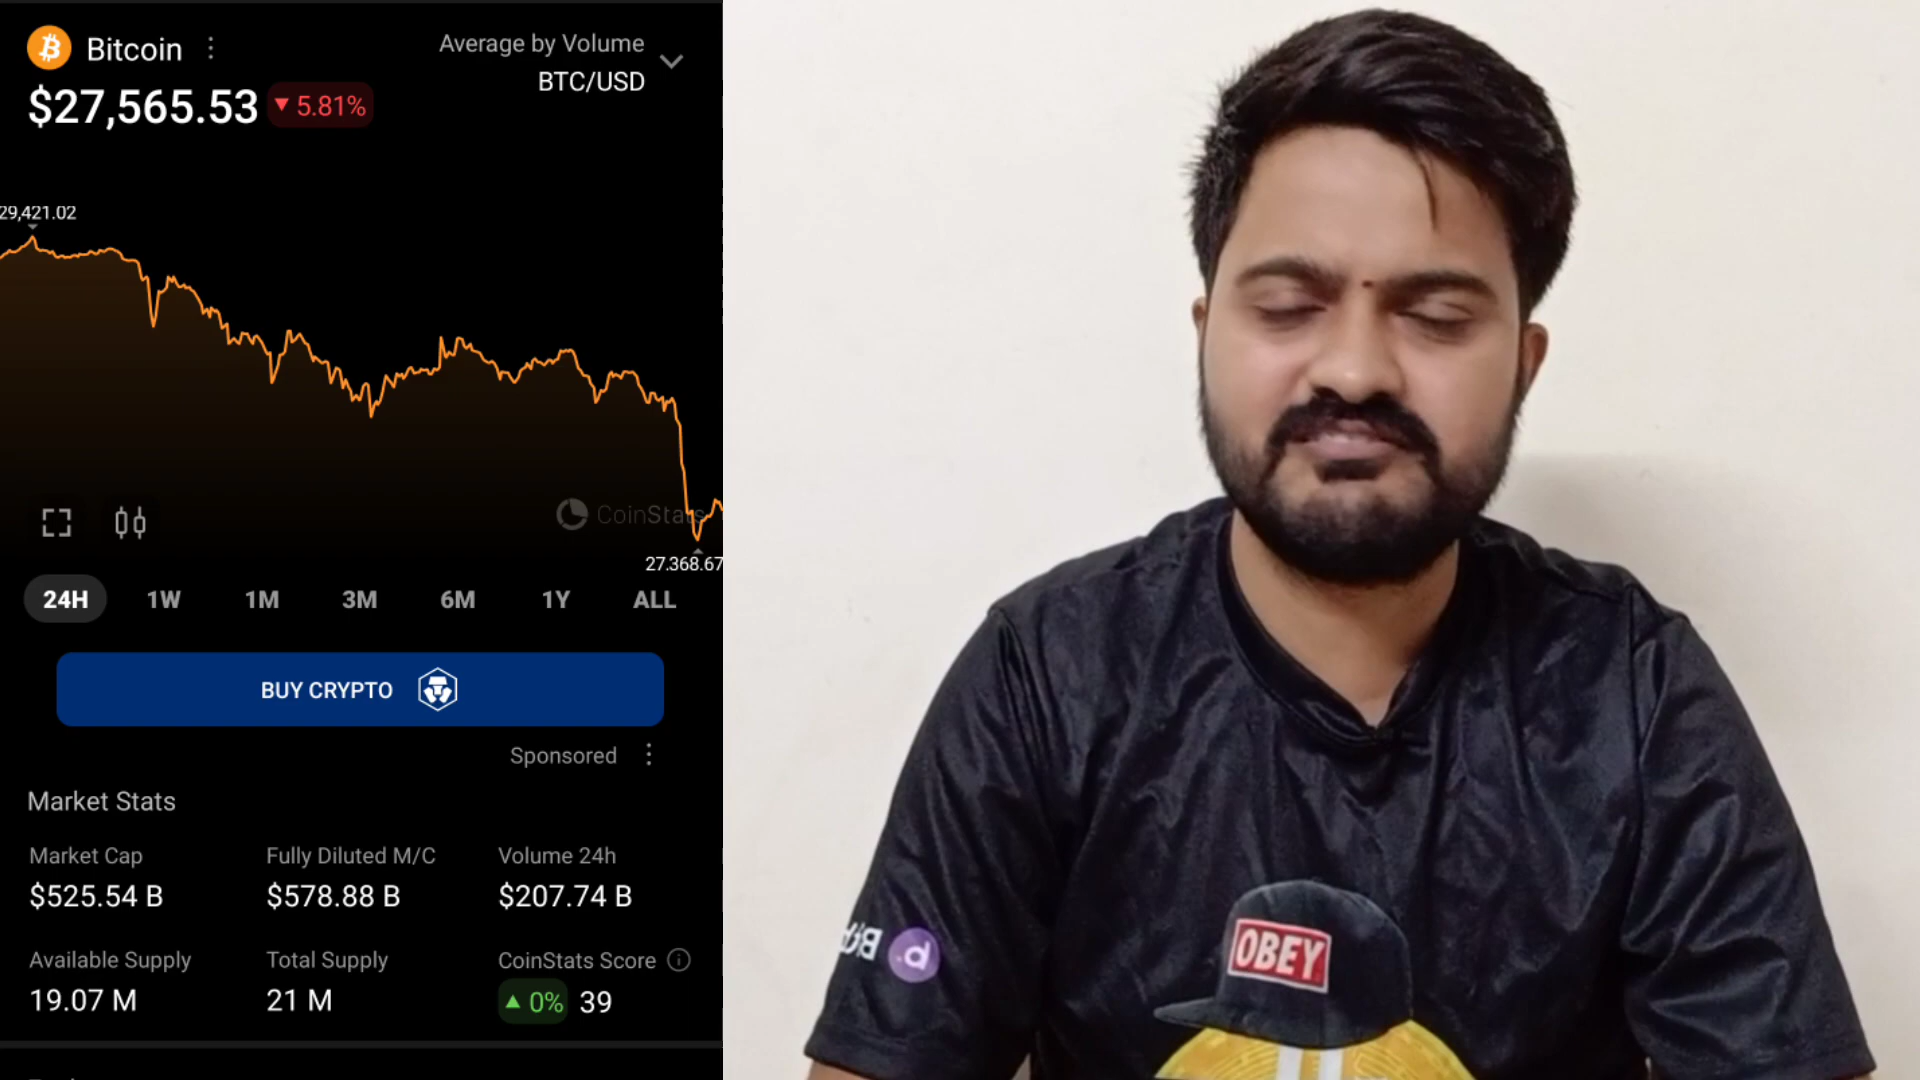 Bitcoin
Average by Volume
BTC/USD
$27,565.53 ▼ 5.81%
29,421.02
CoinStats
27.368.67
24H 1W 1M 3M 6M 1Y ALL
BUY CRYPTO
Sponsored
Market Stats
Market Cap Fully Diluted M/C Volume 24h
$525.54 B $578.88 B $207.74 B
Available Supply Total Supply CoinStats Score
19.07 M 21 M ▲ 0% 39
OBEY